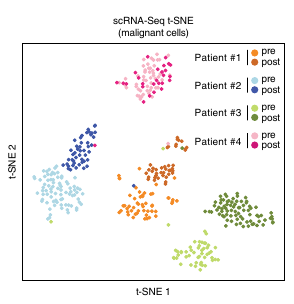 scRNA-Seq t-SNE
(malignant cells)
Patient #1 pre
post
Patient #2 pre
post
Patient #3 pre
post
Patient #4 pre
post
t-SNE 2
t-SNE 1